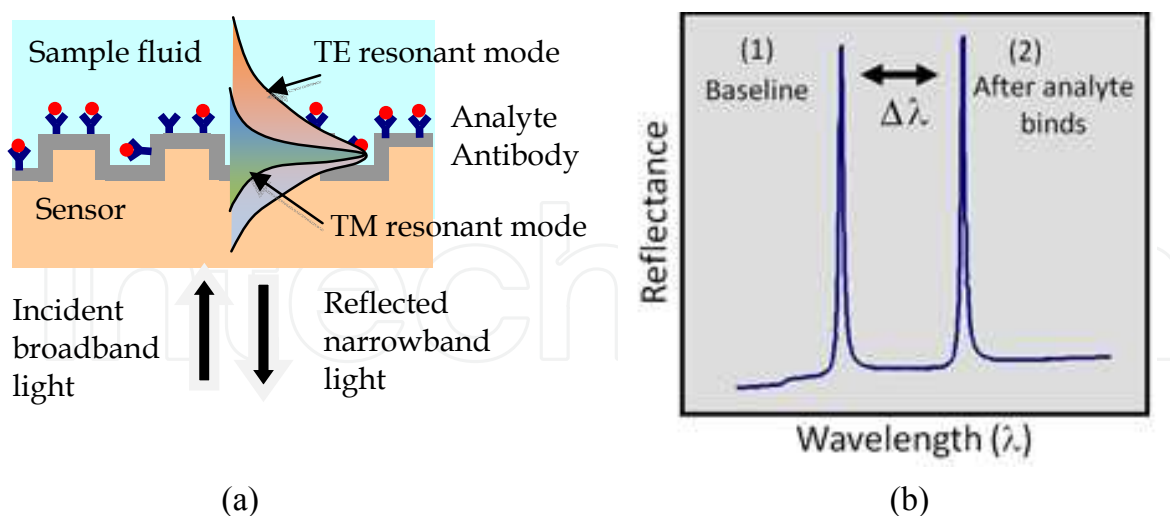 Sample fluid
TE resonant mode
Analyte
Antibody
Sensor
TM resonant mode
Incident
broadband
light
Reflected
narrowband
light
(a)
(1)
Baseline
Δλ
(2)
After analyte
binds
Reflectance
Wavelength (λ)
(b)